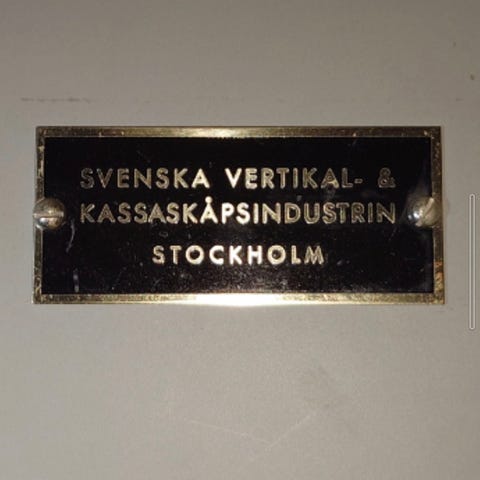 SVENSKA VERTIKAL- &
KASSASKÅPSINDUSTRIN
STOCKHOLM